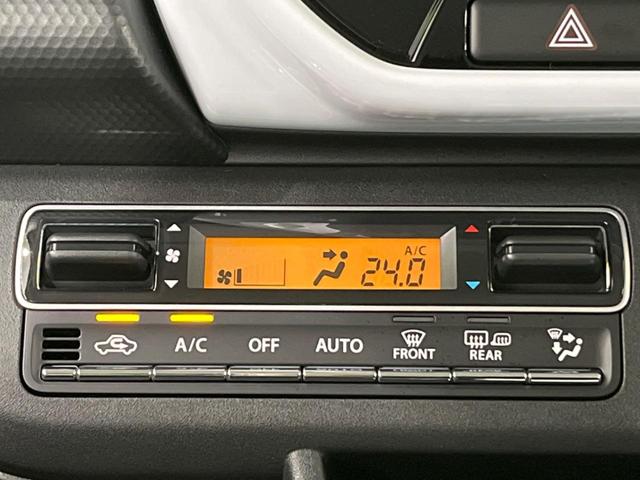 A/C
24.0
A/C OFF AUTO FRONT REAR